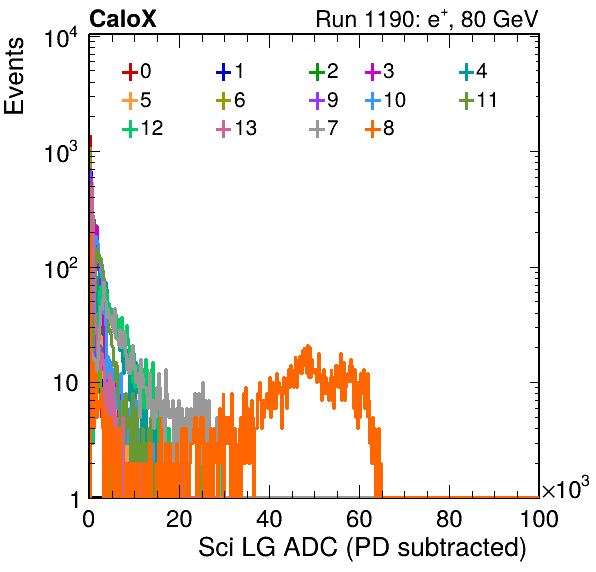 CaloX Run 1190: e⁺, 80 GeV
Events
10⁴
10³
10²
10
1
0 1 2 3 4
5 6 9 10 11
12 13 7 8
0 20 40 60 80 100
×10³
Sci LG ADC (PD subtracted)